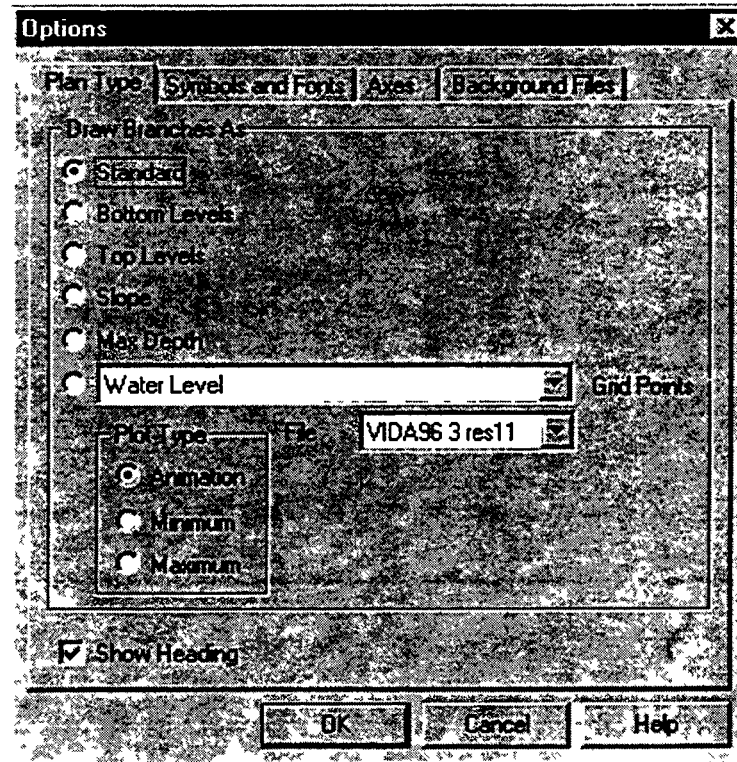 Options
Plan Type Symbols and Fonts Axes Background Files
Draw Branches As
Standard
Bottom Levels
Top Levels
Slope
Max Depth
Water Level Grid Points
Plot Type File VIDA96 3 res11
Animation
Minimum
Maximum
Show Heading
OK Cancel Help